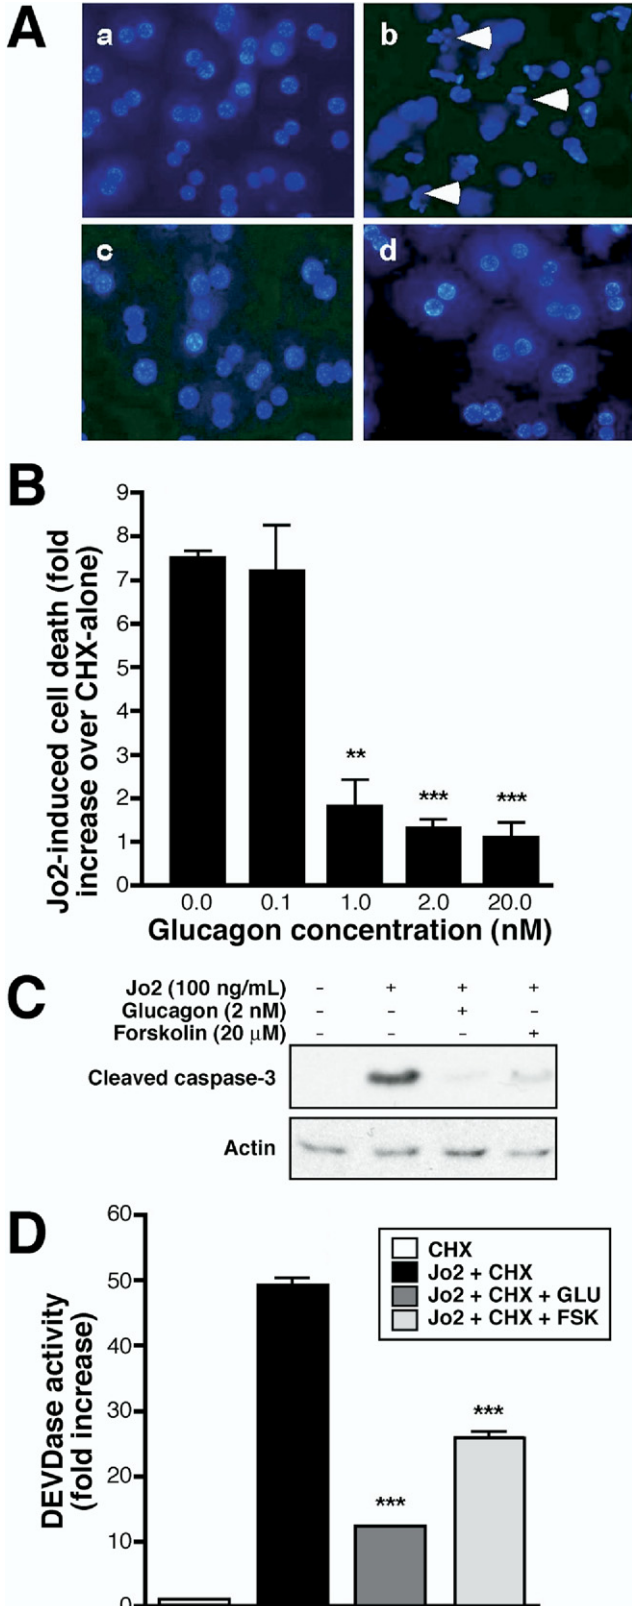 A
a
b
c
d
B
Jo2-induced cell death (fold
increase over CHX-alone)
9
8
7
6
5
4
3
2
1
0
**
***
***
0.0 0.1 1.0 2.0 20.0
Glucagon concentration (nM)
C
Jo2 (100 ng/mL) - + + +
Glucagon (2 nM) - - + -
Forskolin (20 μM) - - - +
Cleaved caspase-3
Actin
D
DEVDase activity
(fold increase)
60
50
40
30
20
10
0
CHX
Jo2 + CHX
Jo2 + CHX + GLU
Jo2 + CHX + FSK
***
***